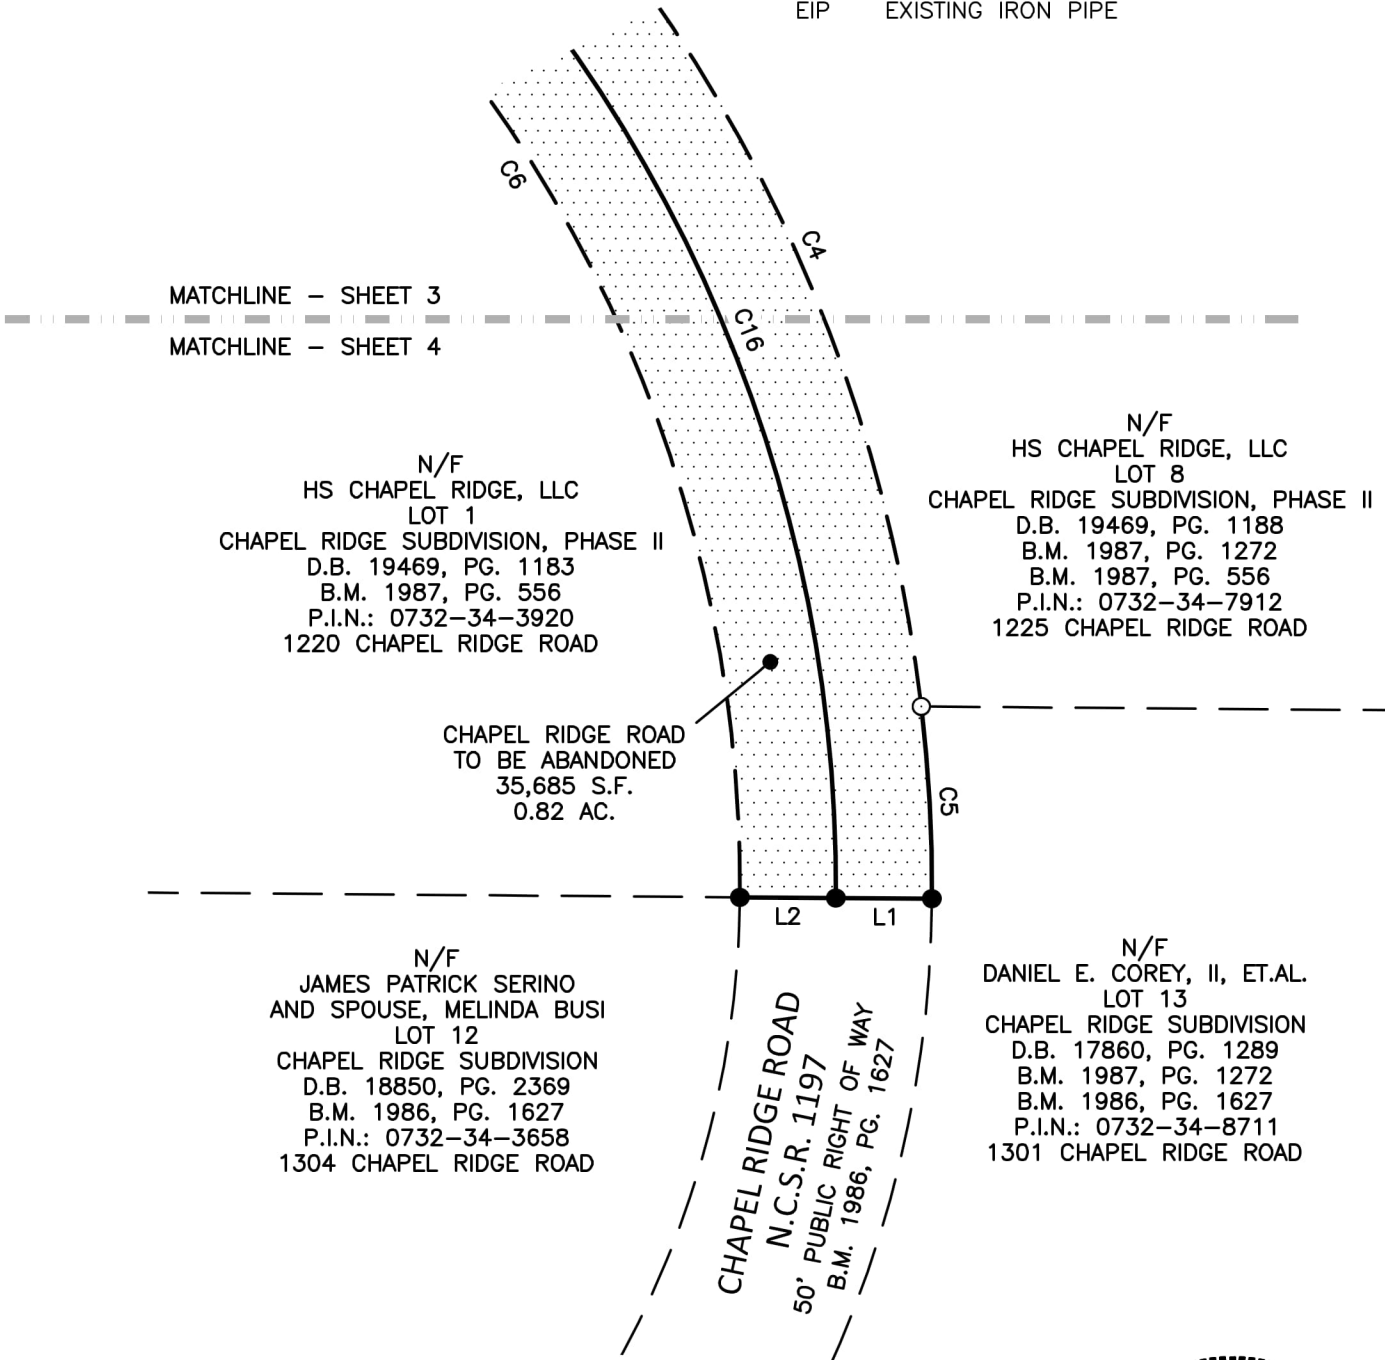 EIP EXISTING IRON PIPE
C6
C4
MATCHLINE – SHEET 3
C16
MATCHLINE – SHEET 4
N/F
HS CHAPEL RIDGE, LLC
LOT 1
CHAPEL RIDGE SUBDIVISION, PHASE II
D.B. 19469, PG. 1183
B.M. 1987, PG. 556
P.I.N.: 0732–34–3920
1220 CHAPEL RIDGE ROAD
N/F
HS CHAPEL RIDGE, LLC
LOT 8
CHAPEL RIDGE SUBDIVISION, PHASE II
D.B. 19469, PG. 1188
B.M. 1987, PG. 1272
B.M. 1987, PG. 556
P.I.N.: 0732–34–7912
1225 CHAPEL RIDGE ROAD
CHAPEL RIDGE ROAD
TO BE ABANDONED
35,685 S.F.
0.82 AC.
C5
L2
L1
N/F
JAMES PATRICK SERINO
AND SPOUSE, MELINDA BUSI
LOT 12
CHAPEL RIDGE SUBDIVISION
D.B. 18850, PG. 2369
B.M. 1986, PG. 1627
P.I.N.: 0732–34–3658
1304 CHAPEL RIDGE ROAD
CHAPEL RIDGE ROAD
N.C.S.R. 1197
50' PUBLIC RIGHT OF WAY
B.M. 1986, PG. 1627
N/F
DANIEL E. COREY, II, ET.AL.
LOT 13
CHAPEL RIDGE SUBDIVISION
D.B. 17860, PG. 1289
B.M. 1987, PG. 1272
B.M. 1986, PG. 1627
P.I.N.: 0732–34–8711
1301 CHAPEL RIDGE ROAD